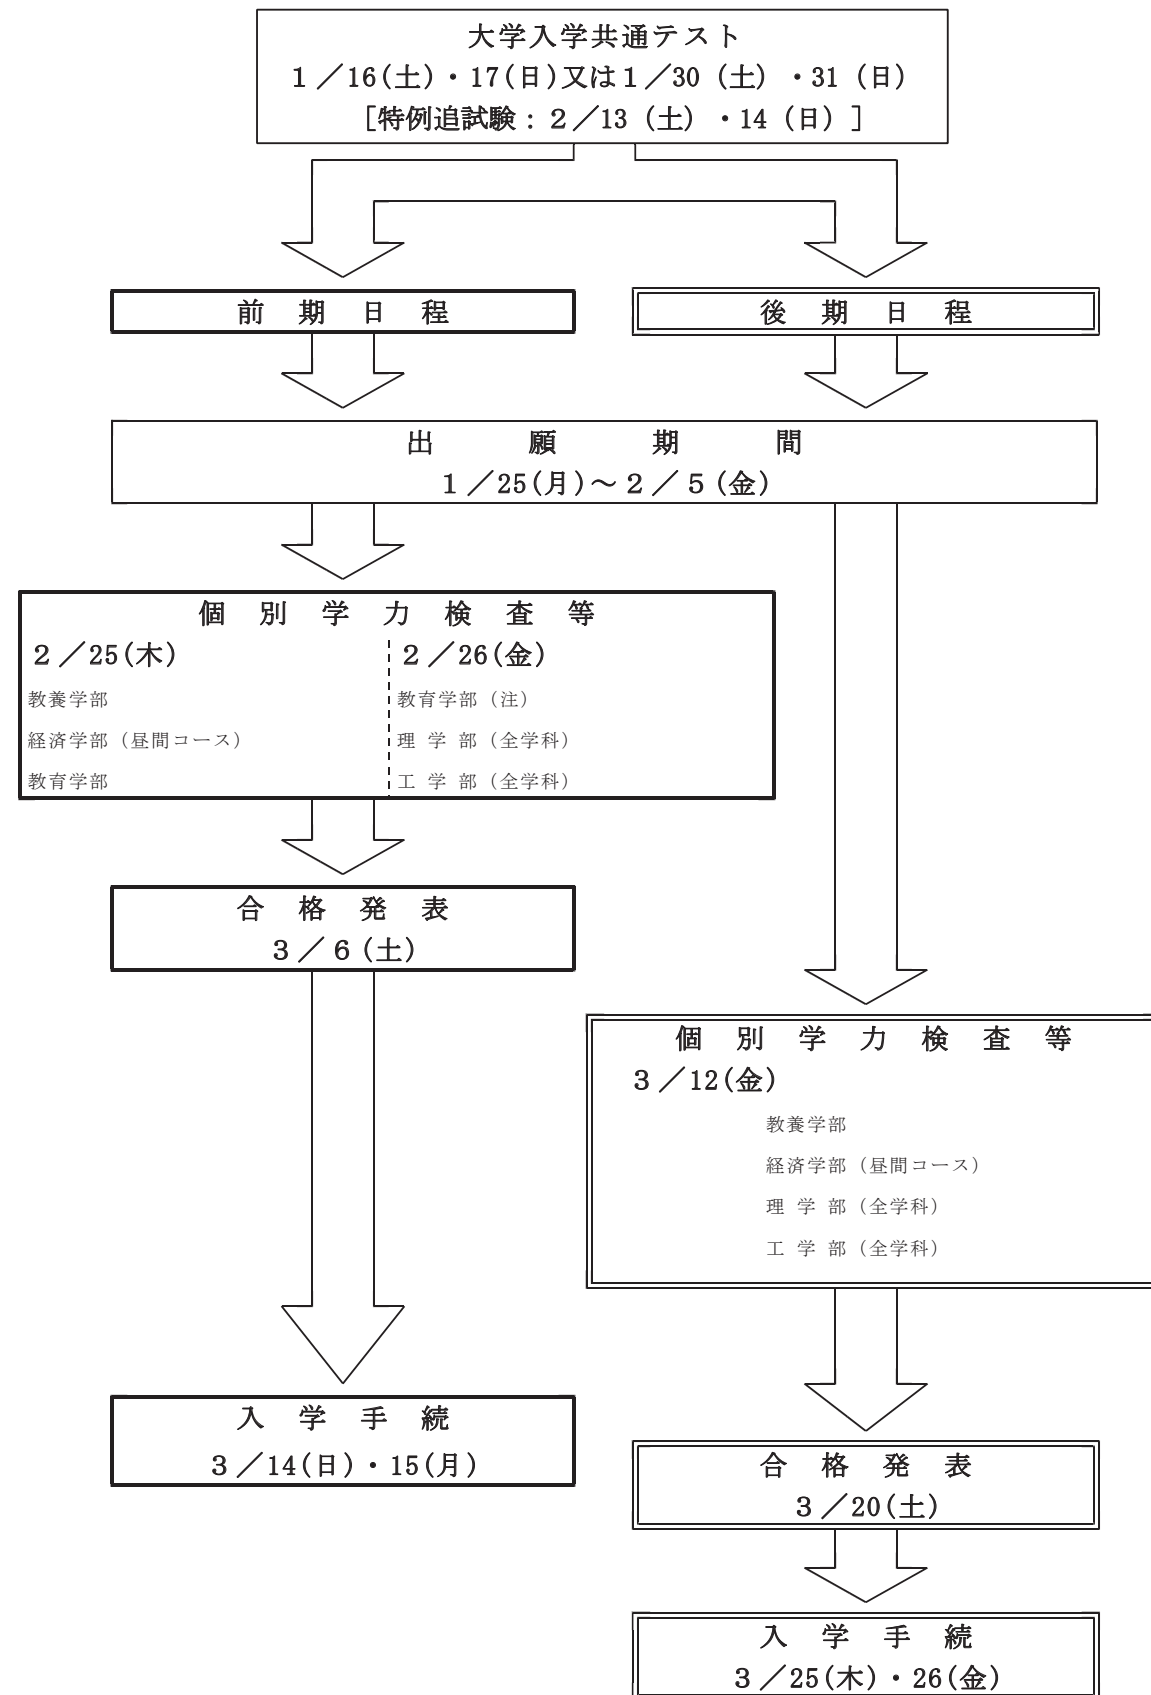 大学入学共通テスト
1／16(土)・17(日)又は1／30（土）・31（日）
［特例追試験：2／13（土）・14（日）］
前期日程
後期日程
出願期間
1／25(月)～2／5(金)
個別学力検査等
2／25(木)
教養学部
経済学部（昼間コース）
教育学部
2／26(金)
教育学部（注）
理学部（全学科）
工学部（全学科）
合格発表
3／6(土)
個別学力検査等
3／12(金)
教養学部
経済学部（昼間コース）
理学部（全学科）
工学部（全学科）
入学手続
3／14(日)・15(月)
合格発表
3／20(土)
入学手続
3／25(木)・26(金)